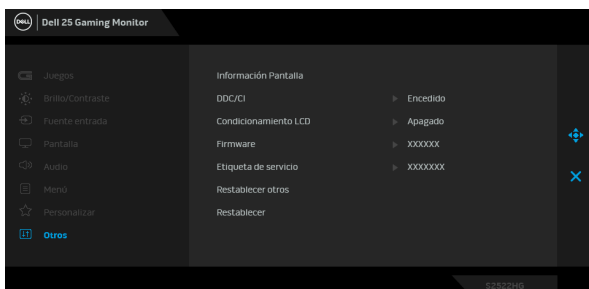 DELL Dell 25 Gaming Monitor
Juegos
Brillo/Contraste
Fuente entrada
Pantalla
Audio
Menú
Personalizar
Otros
Información Pantalla
DDC/CI Encedido
Condicionamiento LCD Apagado
Firmware XXXXXX
Etiqueta de servicio XXXXXXX
Restablecer otros
Restablecer
S2522HG